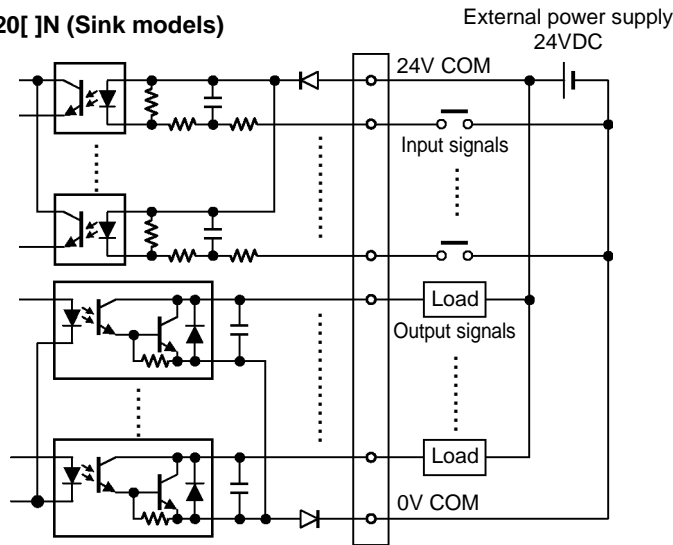 20[ ]N (Sink models)
External power supply
24VDC
24V COM
Input signals
Load
Output signals
Load
0V COM